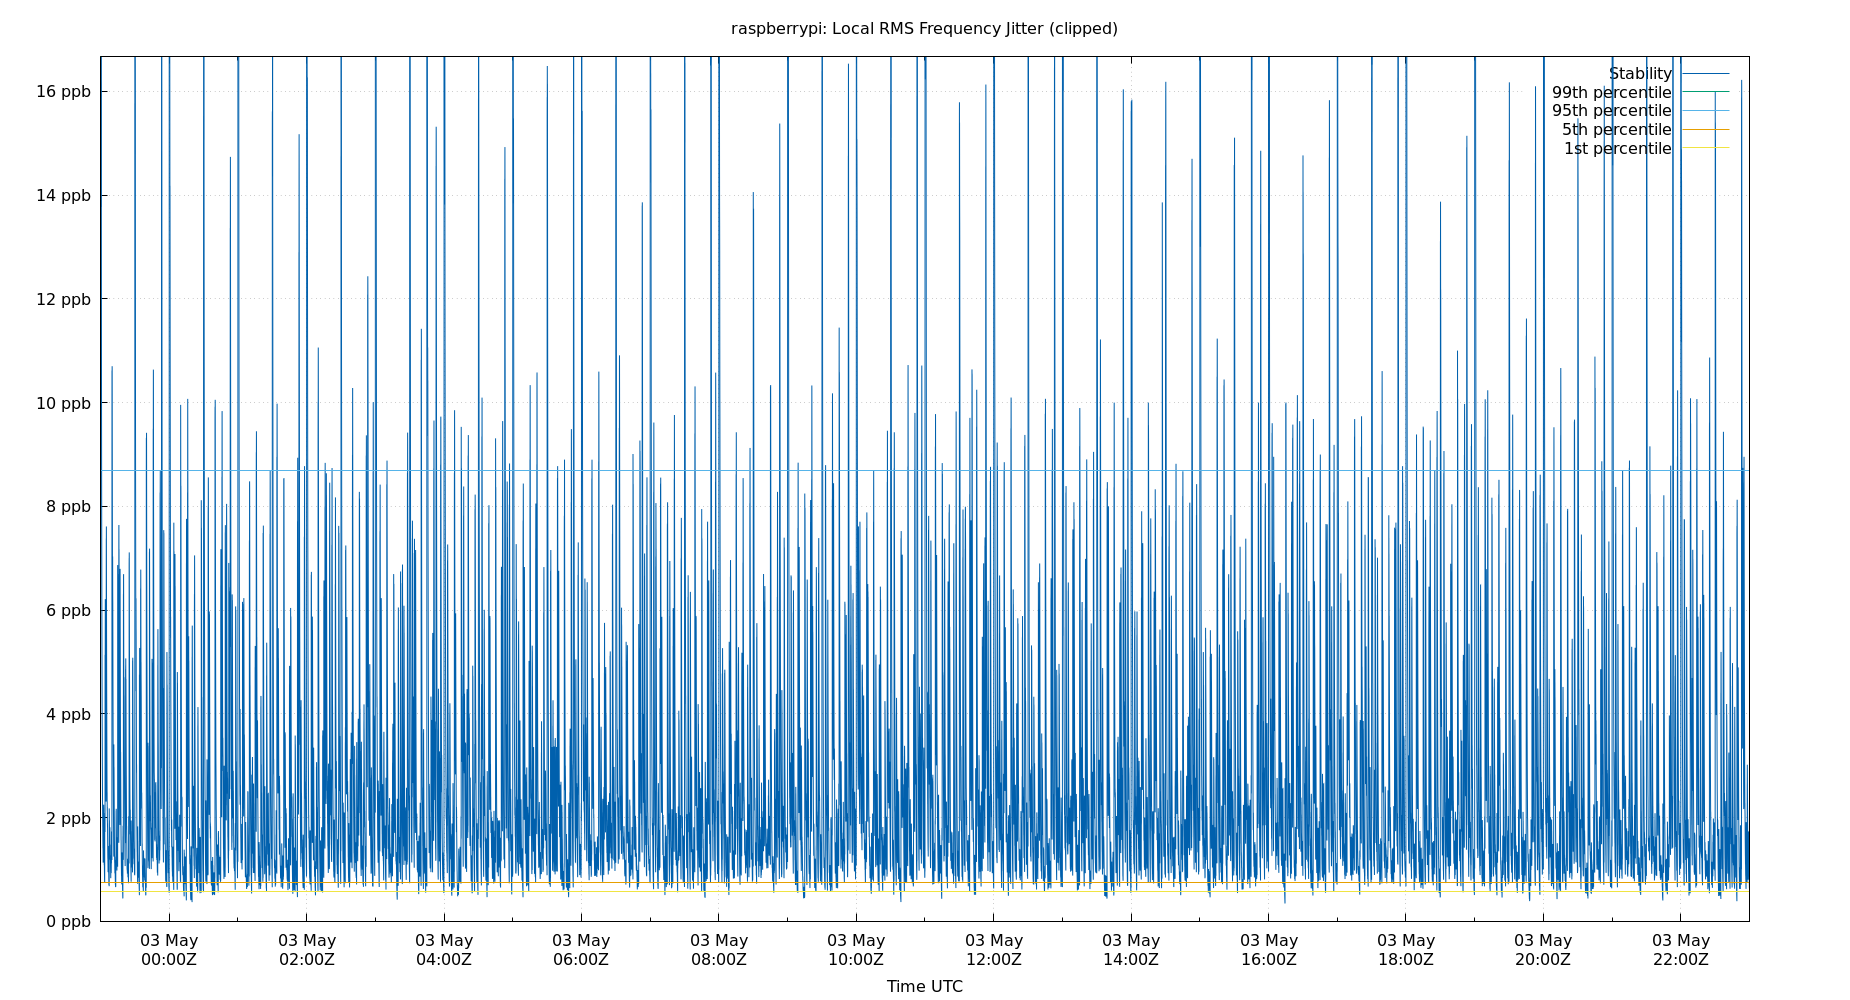 raspberrypi: Local RMS Frequency Jitter (clipped)
Stability
99th percentile
95th percentile
5th percentile
1st percentile
16 ppb
14 ppb
12 ppb
10 ppb
8 ppb
6 ppb
4 ppb
2 ppb
0 ppb
03 May 03 May 03 May 03 May 03 May 03 May 03 May 03 May 03 May 03 May 03 May 03 May
00:00Z 02:00Z 04:00Z 06:00Z 08:00Z 10:00Z 12:00Z 14:00Z 16:00Z 18:00Z 20:00Z 22:00Z
Time UTC